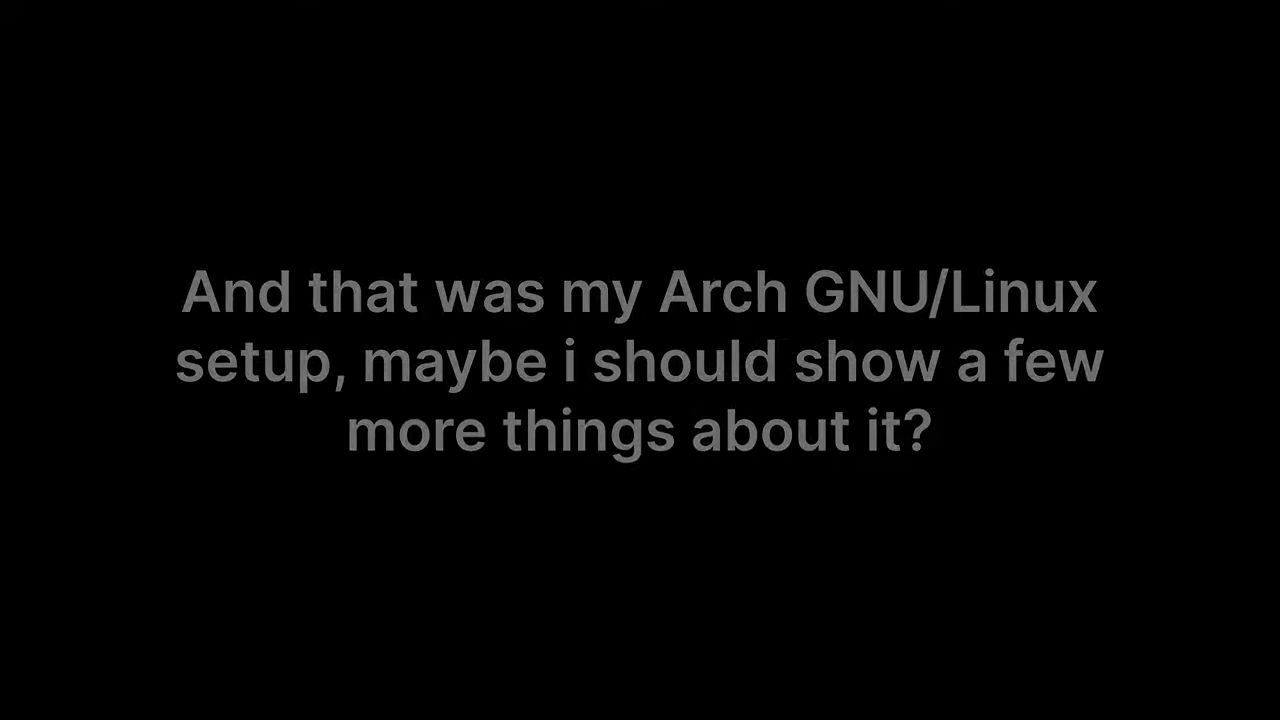 And that was my Arch GNU/Linux
setup, maybe i should show a few
more things about it?